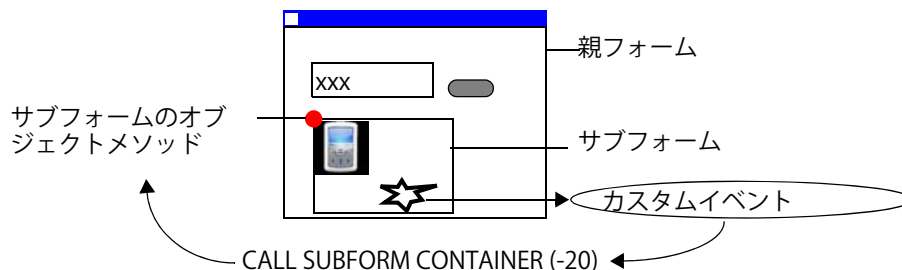 親フォーム
xxx
サブフォームのオブ
ジェクトメソッド
サブフォーム
カスタムイベント
CALL SUBFORM CONTAINER (-20)